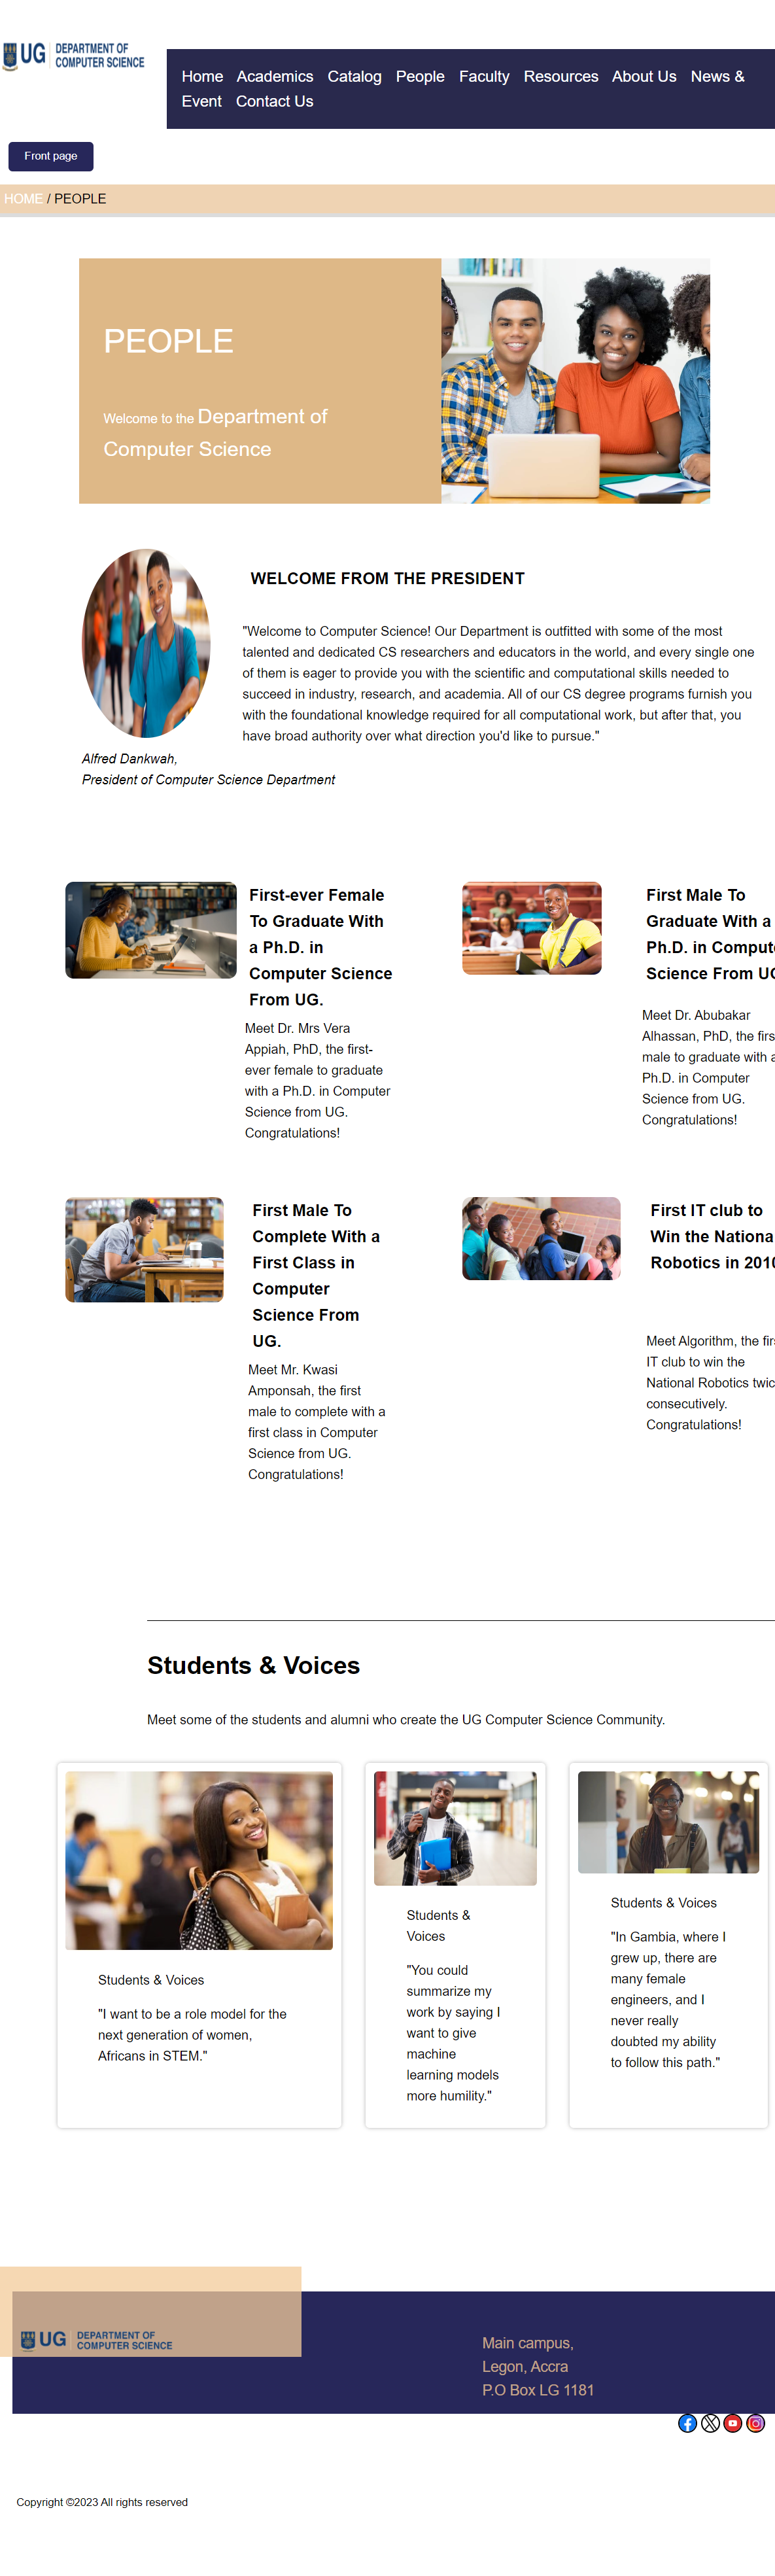 UG DEPARTMENT OF
COMPUTER SCIENCE
Home Academics Catalog People Faculty Resources About Us News &
Event Contact Us
Front page
HOME / PEOPLE
PEOPLE
Welcome to the Department of
Computer Science
WELCOME FROM THE PRESIDENT
"Welcome to Computer Science! Our Department is outfitted with some of the most
talented and dedicated CS researchers and educators in the world, and every single one
of them is eager to provide you with the scientific and computational skills needed to
succeed in industry, research, and academia. All of our CS degree programs furnish you
with the foundational knowledge required for all computational work, but after that, you
have broad authority over what direction you'd like to pursue."
Alfred Dankwah,
President of Computer Science Department
First-ever Female
To Graduate With
a Ph.D. in
Computer Science
From UG.
Meet Dr. Mrs Vera
Appiah, PhD, the first-
ever female to graduate
with a Ph.D. in Computer
Science from UG.
Congratulations!
First Male To
Graduate With a
Ph.D. in Comput
Science From UG
Meet Dr. Abubakar
Alhassan, PhD, the firs
male to graduate with a
Ph.D. in Computer
Science from UG.
Congratulations!
First Male To
Complete With a
First Class in
Computer
Science From
UG.
Meet Mr. Kwasi
Amponsah, the first
male to complete with a
first class in Computer
Science from UG.
Congratulations!
First IT club to
Win the Nationa
Robotics in 2010
Meet Algorithm, the firs
IT club to win the
National Robotics twic
consecutively.
Congratulations!
Students & Voices
Meet some of the students and alumni who create the UG Computer Science Community.
Students & Voices
"I want to be a role model for the
next generation of women,
Africans in STEM."
Students &
Voices
"You could
summarize my
work by saying I
want to give
machine
learning models
more humility."
Students & Voices
"In Gambia, where I
grew up, there are
many female
engineers, and I
never really
doubted my ability
to follow this path."
UG DEPARTMENT OF
COMPUTER SCIENCE
Main campus,
Legon, Accra
P.O Box LG 1181
Copyright ©2023 All rights reserved